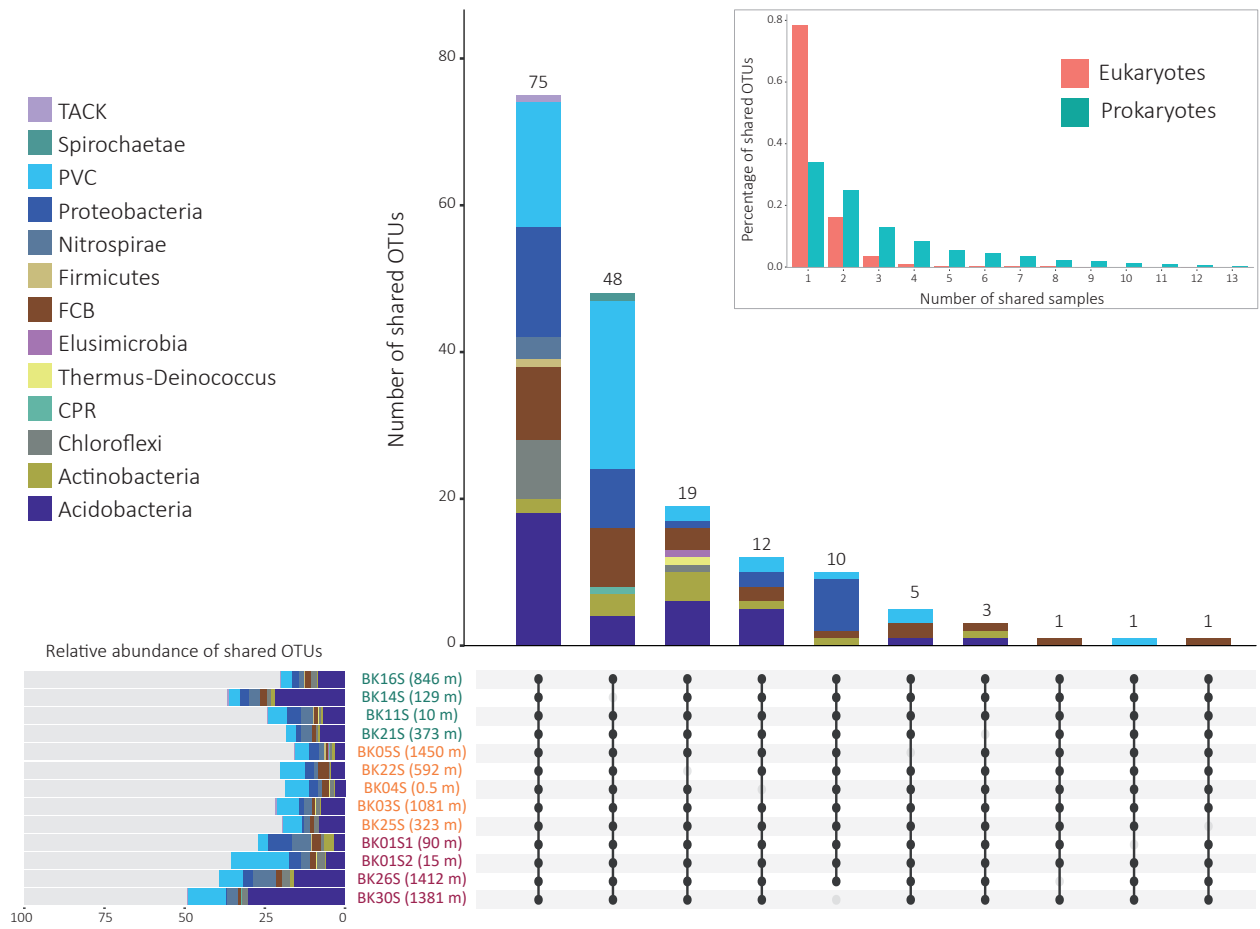 TACK
Spirochaetae
PVC
Proteobacteria
Nitrospirae
Firmicutes
FCB
Elusimicrobia
Thermus-Deinococcus
CPR
Chloroflexi
Actinobacteria
Acidobacteria
Number of shared OTUs
80
60
40
20
0
75
48
19
12
10
5
3
1
1
1
Percentage of shared OTUs
0.8
0.6
0.4
0.2
0.0
Eukaryotes
Prokaryotes
1 2 3 4 5 6 7 8 9 10 11 12 13
Number of shared samples
Relative abundance of shared OTUs
BK16S (846 m)
BK14S (129 m)
BK11S (10 m)
BK21S (373 m)
BK05S (1450 m)
BK22S (592 m)
BK04S (0.5 m)
BK03S (1081 m)
BK25S (323 m)
BK01S1 (90 m)
BK01S2 (15 m)
BK26S (1412 m)
BK30S (1381 m)
100 75 50 25 0